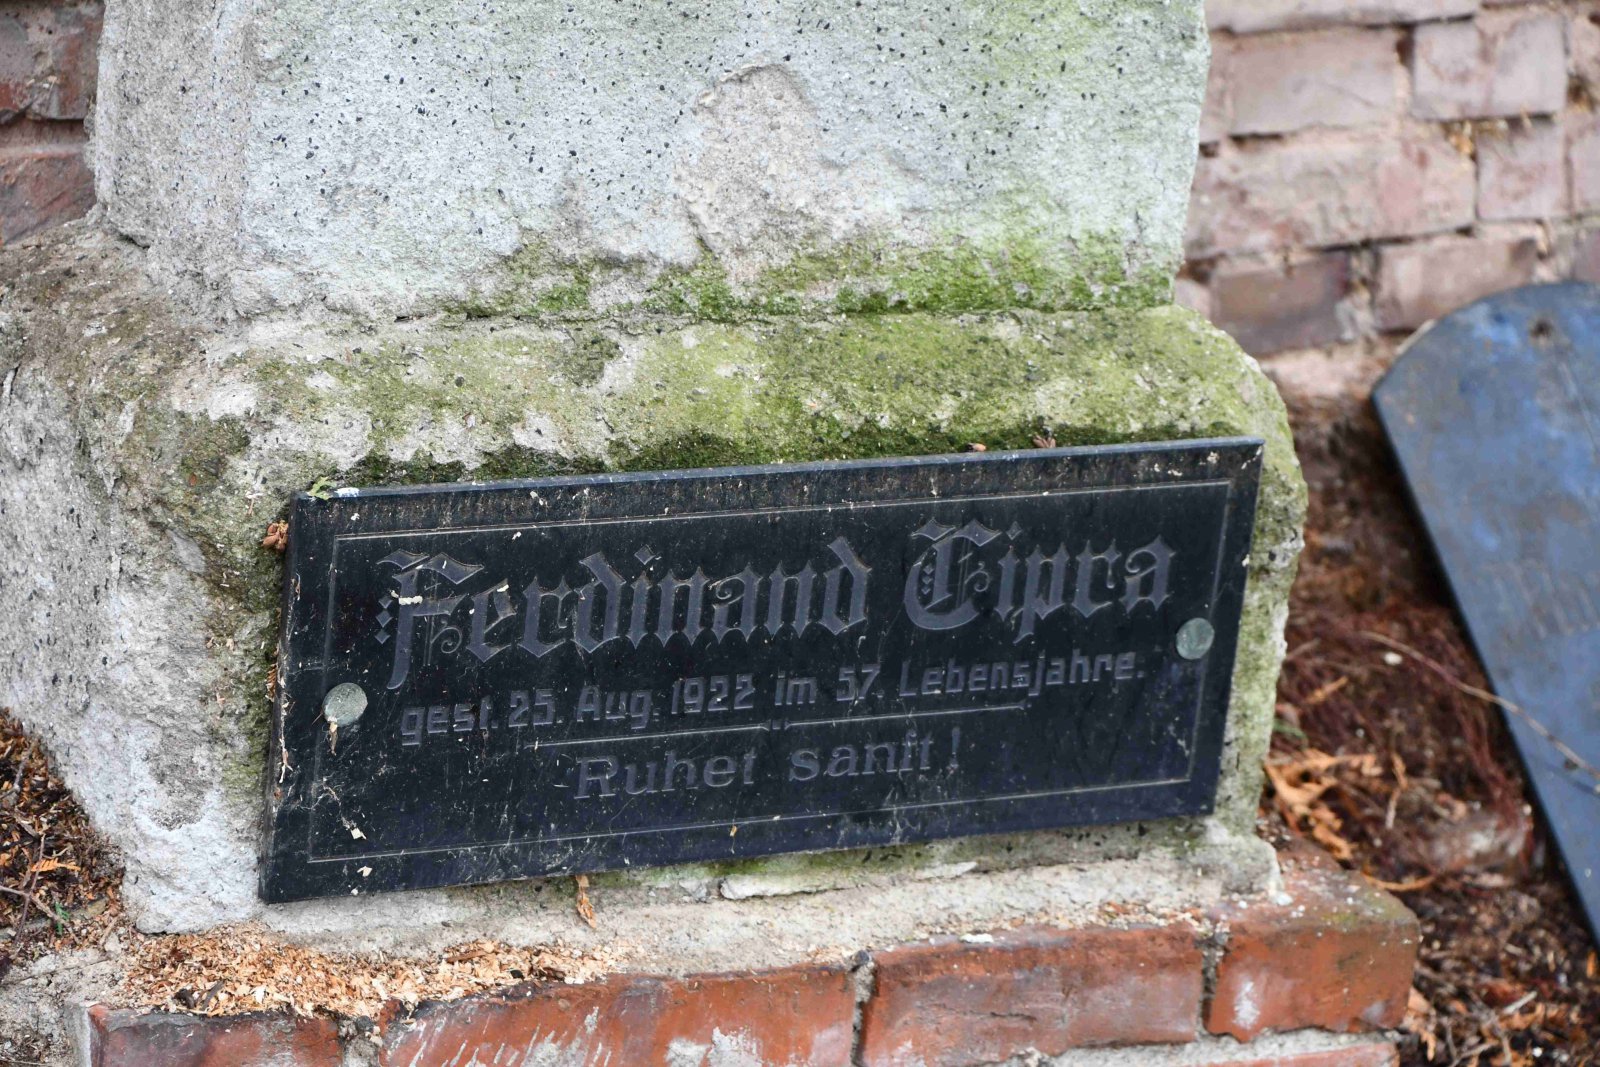 Ferdinand Cipra
gest. 25. Aug. 1922 im 57. Lebensjahre.
Ruhet sanft!